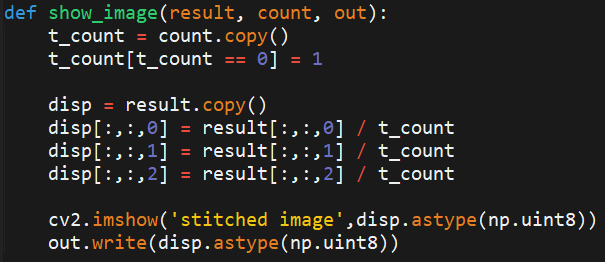 def show_image(result, count, out):
    t_count = count.copy()
    t_count[t_count == 0] = 1

    disp = result.copy()
    disp[:,:,0] = result[:,:,0] / t_count
    disp[:,:,1] = result[:,:,1] / t_count
    disp[:,:,2] = result[:,:,2] / t_count

    cv2.imshow('stitched image',disp.astype(np.uint8))
    out.write(disp.astype(np.uint8))